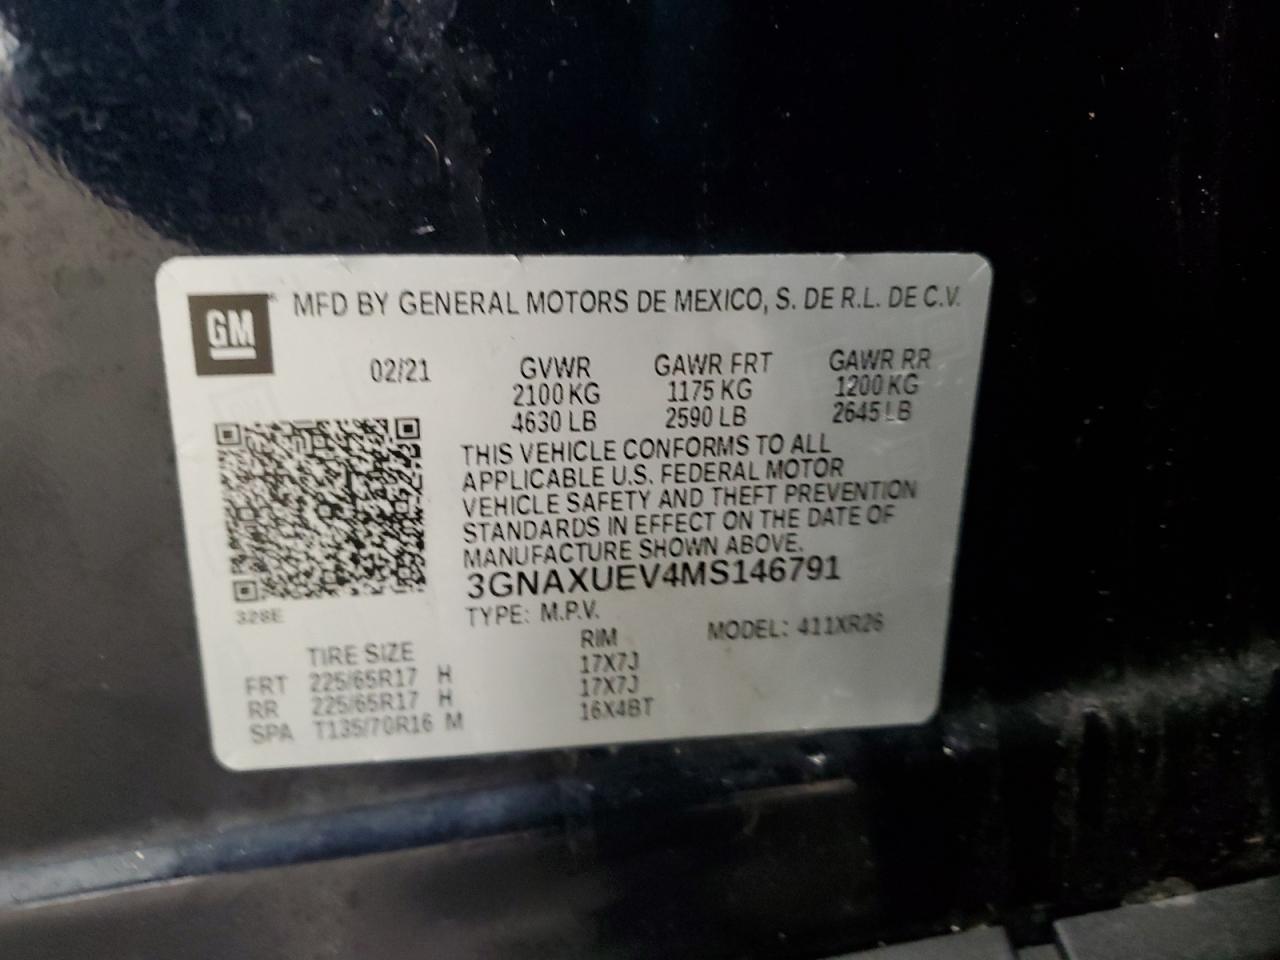 GM
MFD BY GENERAL MOTORS DE MEXICO, S. DE R.L. DE C.V.
02/21 GVWR GAWR FRT GAWR RR
2100 KG 1175 KG 1200 KG
4630 LB 2590 LB 2645 LB
THIS VEHICLE CONFORMS TO ALL
APPLICABLE U.S. FEDERAL MOTOR
VEHICLE SAFETY AND THEFT PREVENTION
STANDARDS IN EFFECT ON THE DATE OF
MANUFACTURE SHOWN ABOVE.
3GNAXUEV4MS146791
328E
TYPE: M.P.V. MODEL: 411XR26
TIRE SIZE RIM
FRT 225/65R17 H 17X7J
RR 225/65R17 H 17X7J
SPA T135/70R16 M 16X4BT